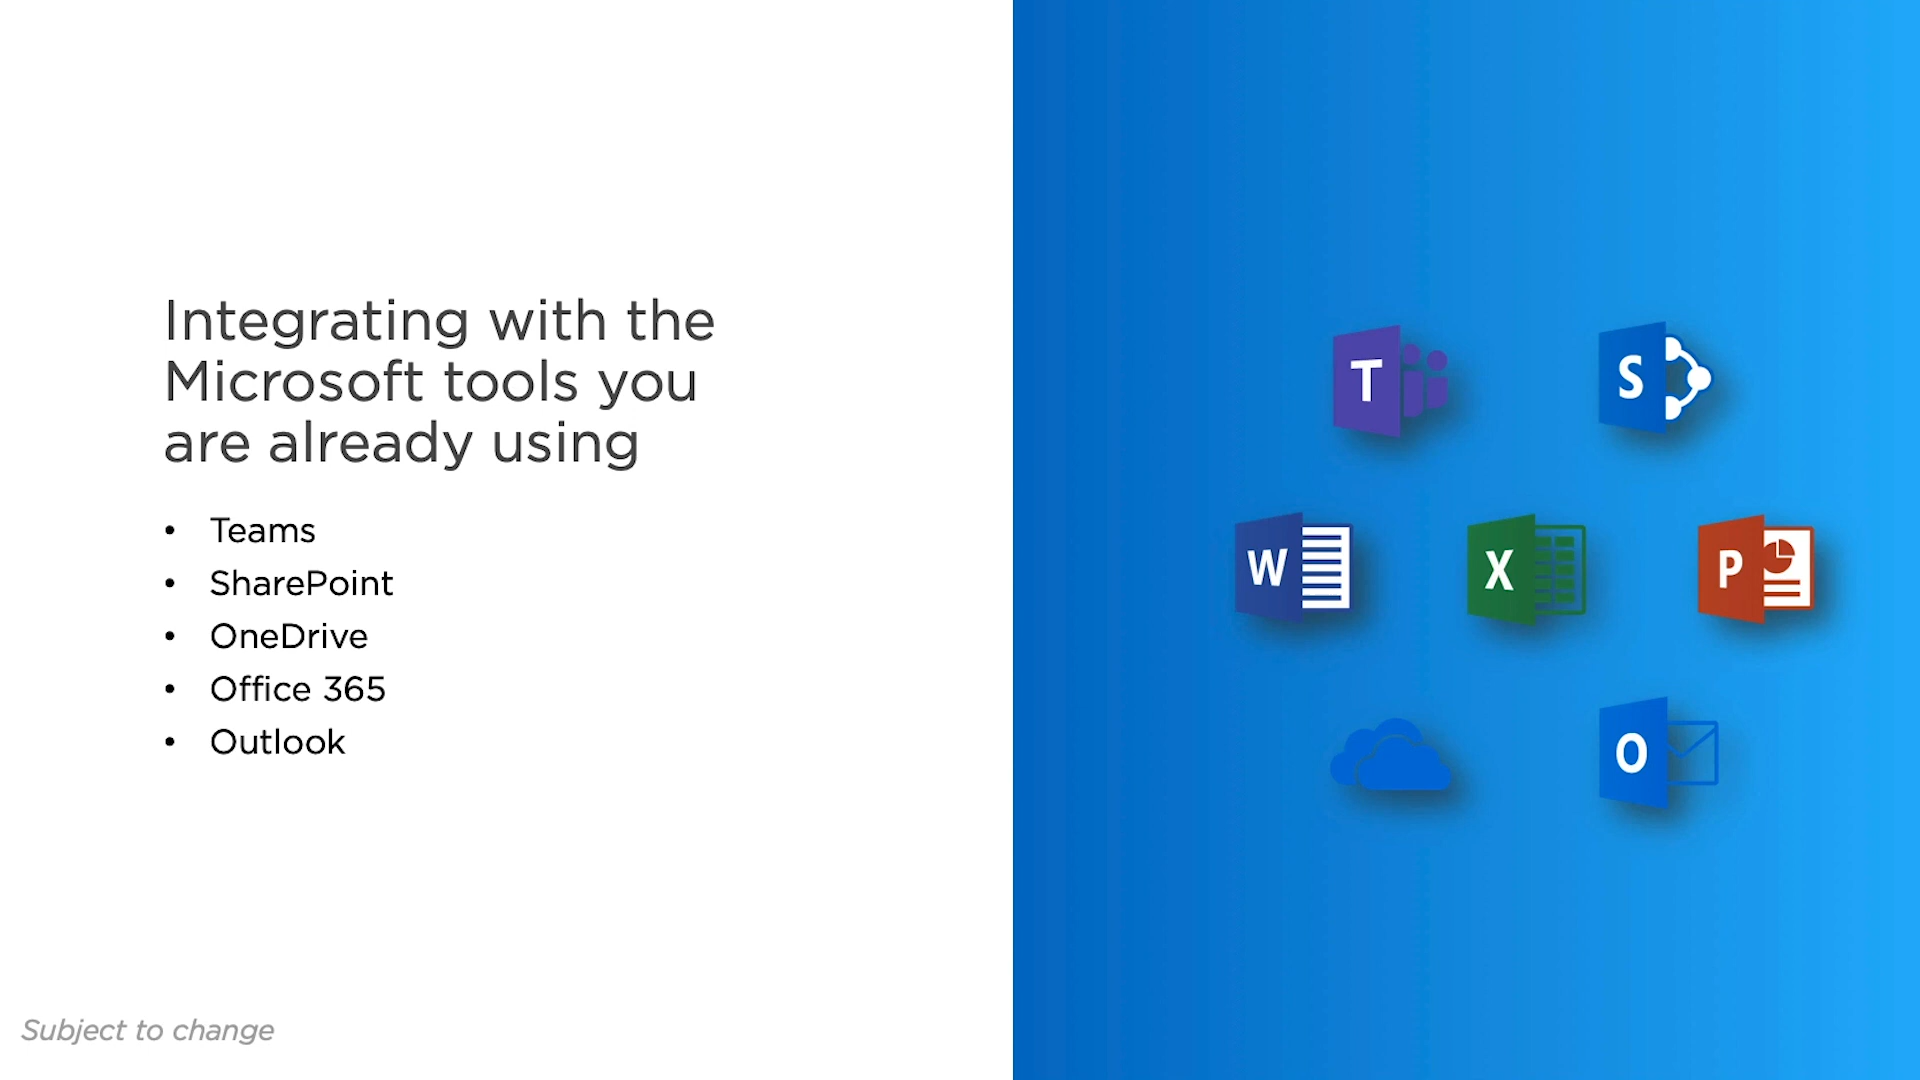 Integrating with the
Microsoft tools you
are already using
• Teams
• SharePoint
• OneDrive
• Office 365
• Outlook
T
S
W
X
P
O
Subject to change